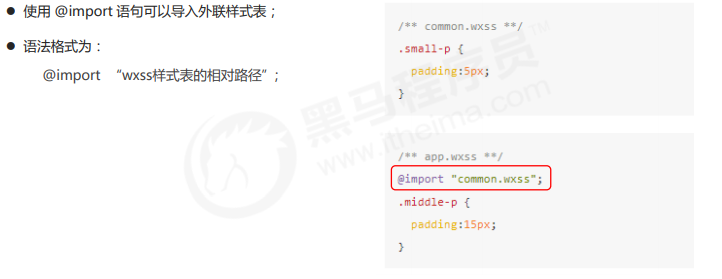 使用 @import 语句可以导入外联样式表；
语法格式为：
@import “wxss样式表的相对路径”;
/** common.wxss **/
.small-p {
padding:5px;
}
/** app.wxss **/
@import "common.wxss";
.middle-p {
padding:15px;
}
黑马程序员™
www.itheima.com